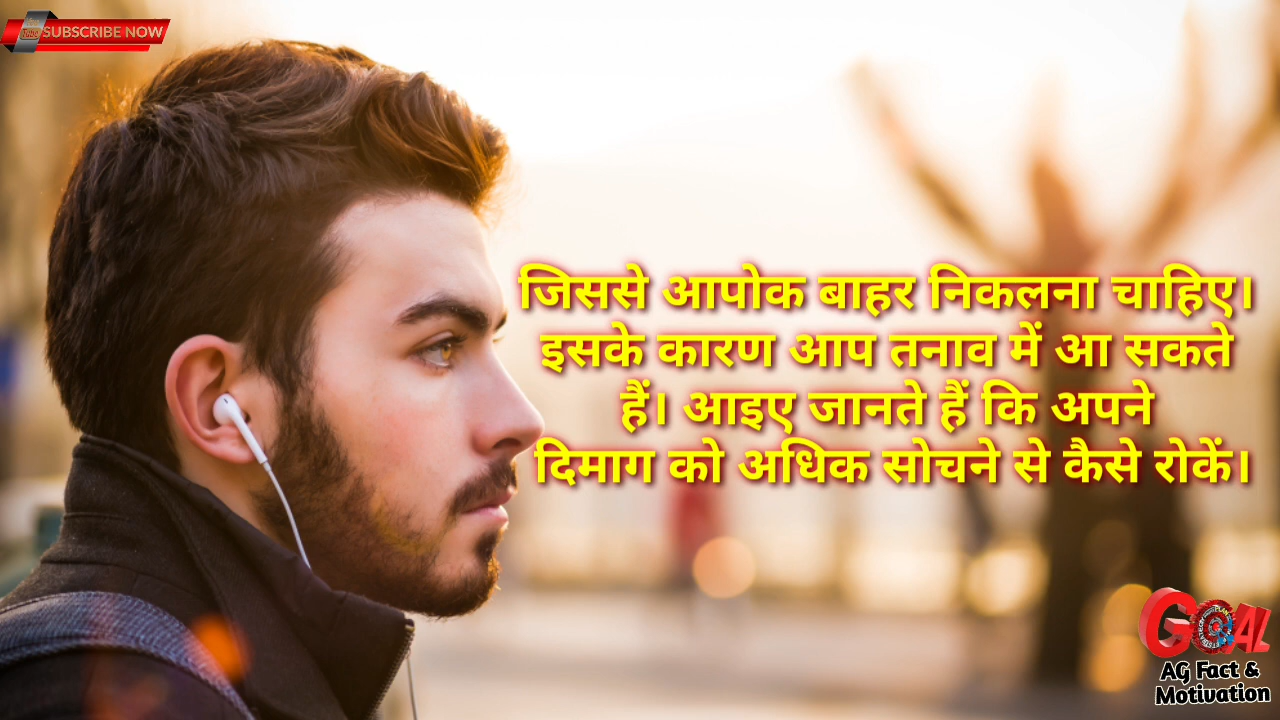 SUBSCRIBE NOW
जिससे आपोक बाहर निकलना चाहिए।
इसके कारण आप तनाव में आ सकते
हैं। आइए जानते हैं कि अपने
दिमाग को अधिक सोचने से कैसे रोकें।
GOAL
AG Fact &
Motivation